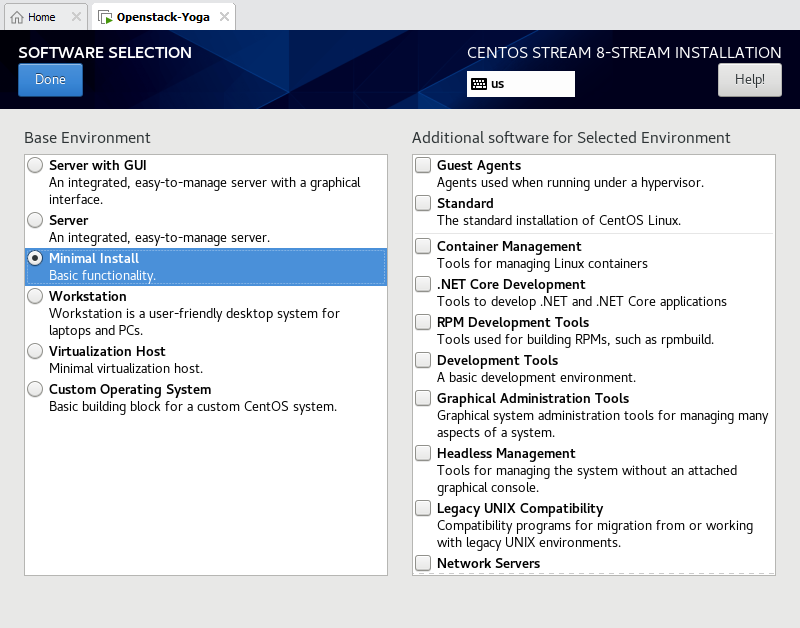 Home
Openstack-Yoga
SOFTWARE SELECTION
CENTOS STREAM 8-STREAM INSTALLATION
Done
us
Help!
Base Environment
Server with GUI
An integrated, easy-to-manage server with a graphical
interface.
Server
An integrated, easy-to-manage server.
Minimal Install
Basic functionality.
Workstation
Workstation is a user-friendly desktop system for
laptops and PCs.
Virtualization Host
Minimal virtualization host.
Custom Operating System
Basic building block for a custom CentOS system.
Additional software for Selected Environment
Guest Agents
Agents used when running under a hypervisor.
Standard
The standard installation of CentOS Linux.
Container Management
Tools for managing Linux containers
.NET Core Development
Tools to develop .NET and .NET Core applications
RPM Development Tools
Tools used for building RPMs, such as rpmbuild.
Development Tools
A basic development environment.
Graphical Administration Tools
Graphical system administration tools for managing many
aspects of a system.
Headless Management
Tools for managing the system without an attached
graphical console.
Legacy UNIX Compatibility
Compatibility programs for migration from or working
with legacy UNIX environments.
Network Servers